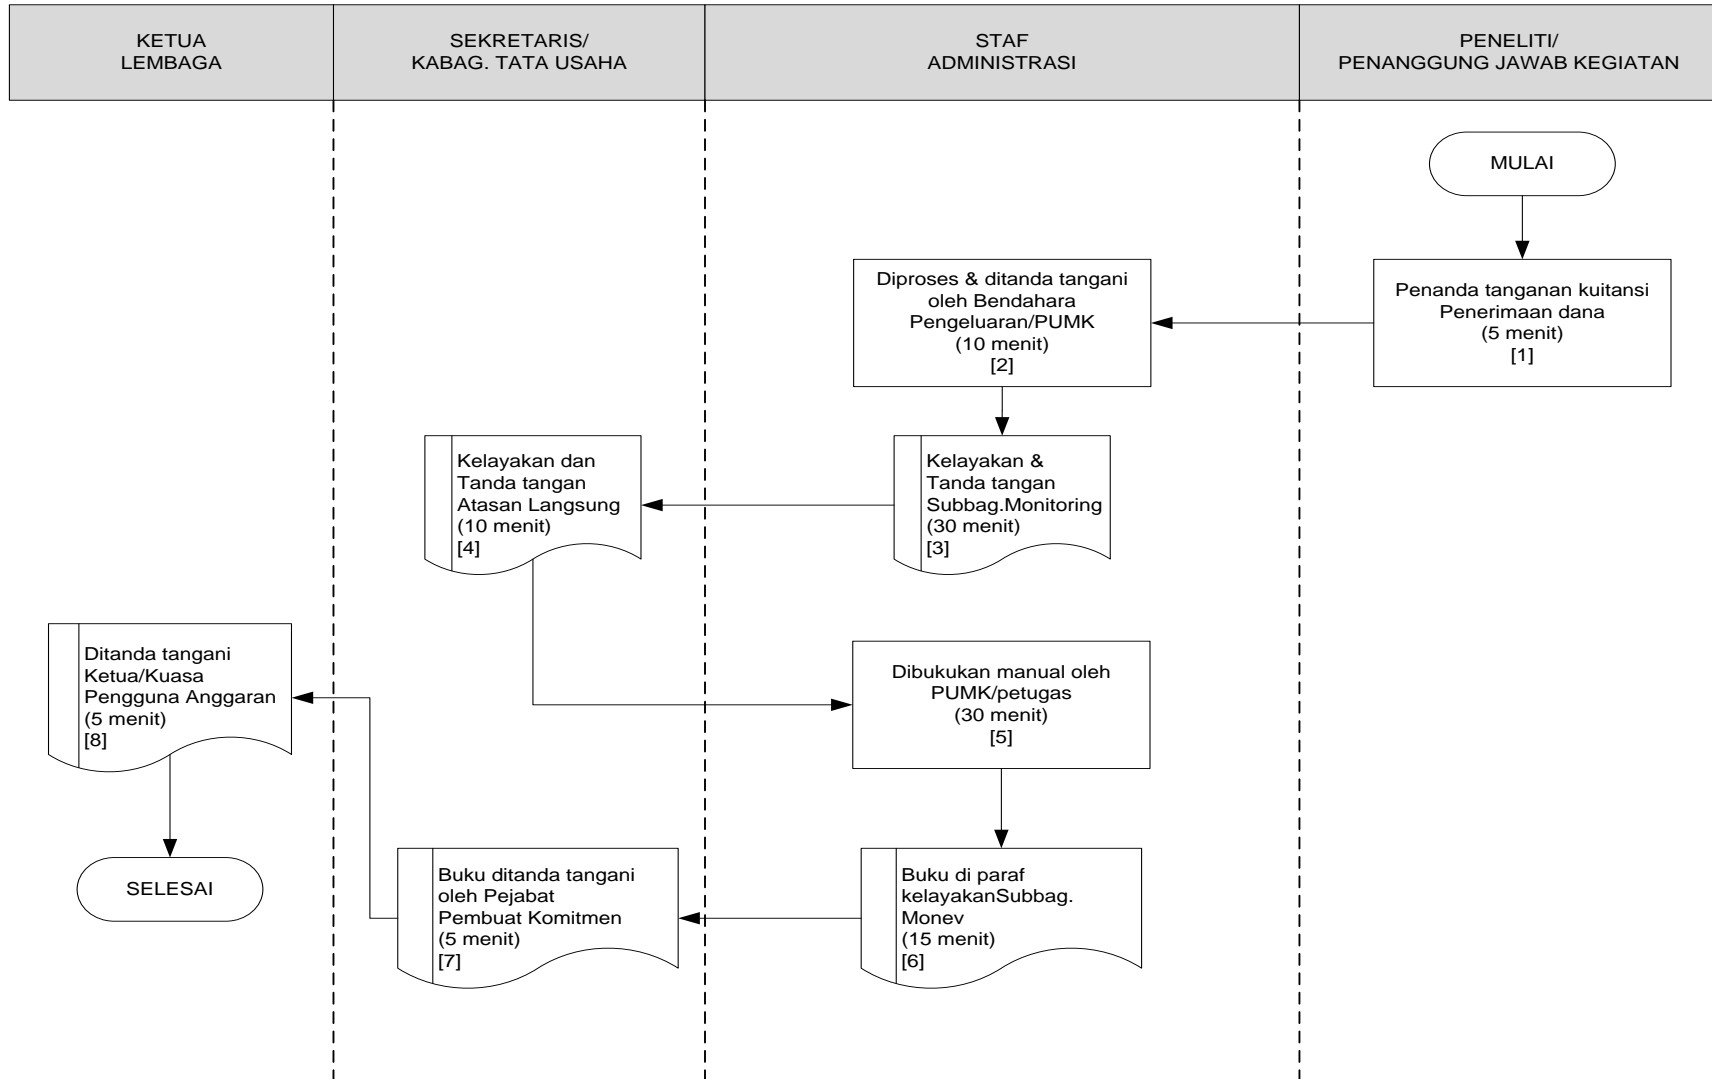 KETUA
LEMBAGA
SEKRETARIS/
KABAG. TATA USAHA
STAF
ADMINISTRASI
PENELITI/
PENANGGUNG JAWAB KEGIATAN
MULAI
Penanda tanganan kuitansi
Penerimaan dana
(5 menit)
[1]
Diproses & ditanda tangani
oleh Bendahara
Pengeluaran/PUMK
(10 menit)
[2]
Kelayakan &
Tanda tangan
Subbag.Monitoring
(30 menit)
[3]
Kelayakan dan
Tanda tangan
Atasan Langsung
(10 menit)
[4]
Dibukukan manual oleh
PUMK/petugas
(30 menit)
[5]
Buku di paraf
kelayakanSubbag.
Monev
(15 menit)
[6]
Buku ditanda tangani
oleh Pejabat
Pembuat Komitmen
(5 menit)
[7]
Ditanda tangani
Ketua/Kuasa
Pengguna Anggaran
(5 menit)
[8]
SELESAI